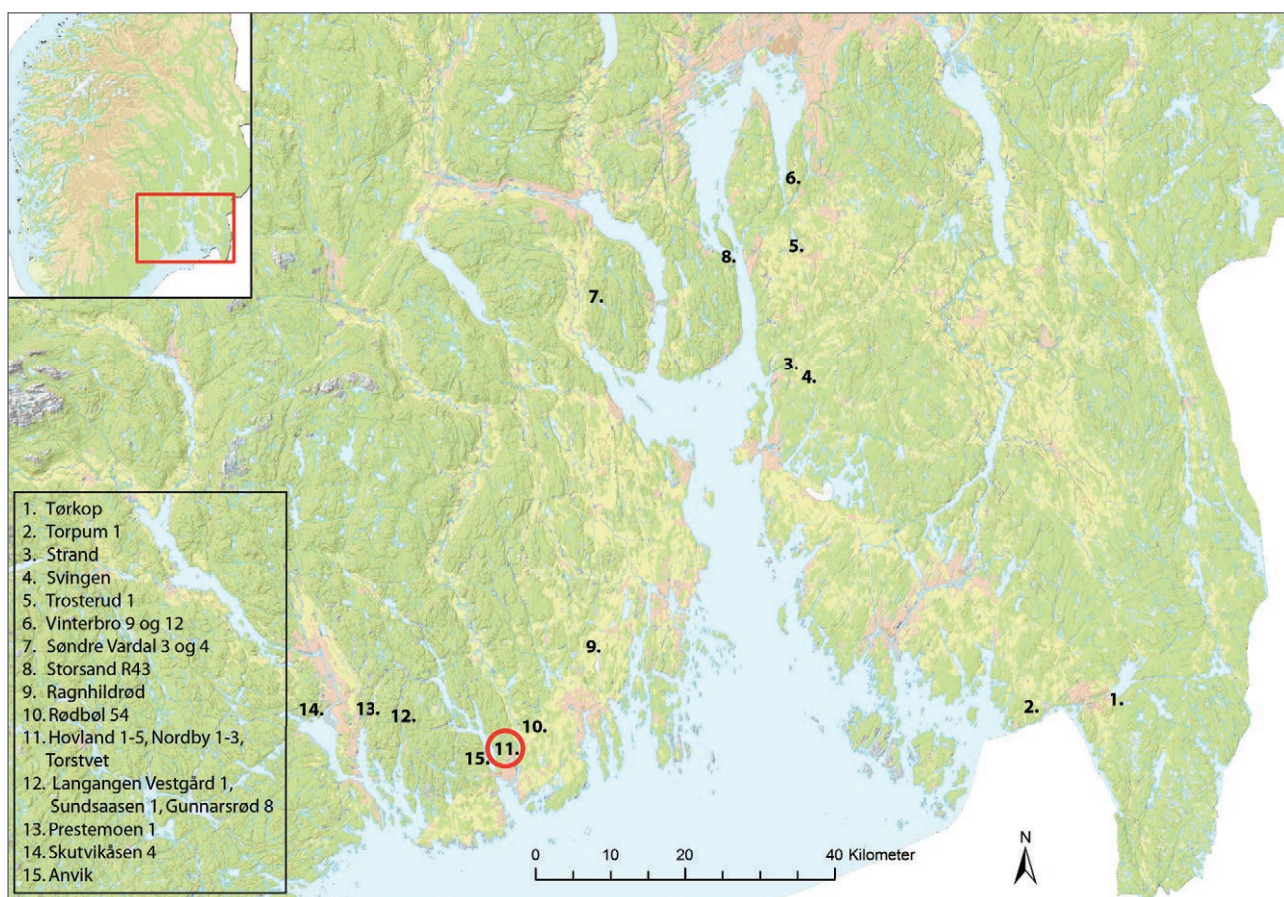 6.
5.
8.
7.
3.
4.
1. Tørkop
2. Torpum 1
3. Strand
4. Svingen
5. Trosterud 1
6. Vinterbro 9 og 12
7. Søndre Vardal 3 og 4
8. Storsand R43
9. Ragnhildrød
10. Rødbøl 54
11. Hovland 1-5, Nordby 1-3,
Torstvet
12. Langangen Vestgård 1,
Sundsaasen 1, Gunnarsrød 8
13. Prestemoen 1
14. Skutvikåsen 4
15. Anvik
9.
14.
13.
12.
10.
11.
15.
2.
1.
0 10 20 40 Kilometer
N